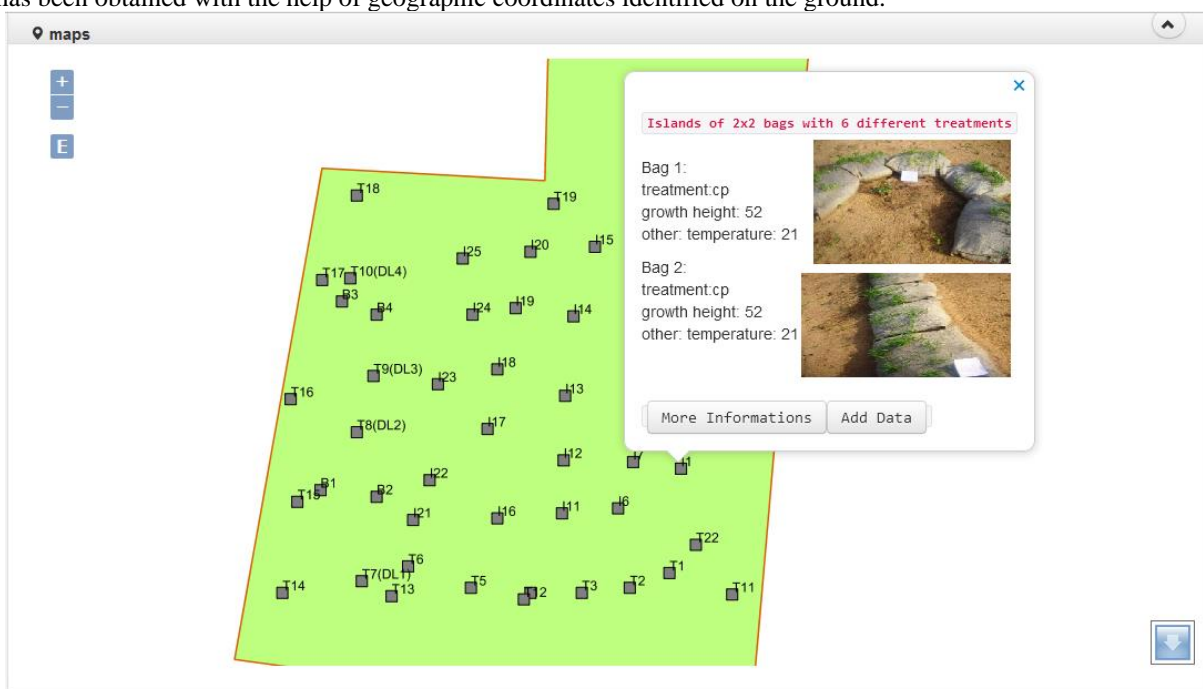 has been obtained with the help of geographic coordinates identified on the ground.
maps
+
−
E
Islands of 2x2 bags with 6 different treatments
Bag 1:
treatment:cp
growth height: 52
other: temperature: 21
Bag 2:
treatment:cp
growth height: 52
other: temperature: 21
More Informations
Add Data
T18
T19
I25
I20
I15
T17
T10(DL4)
B3
B4
I24
I19
I14
T9(DL3)
I23
I18
I13
T16
T8(DL2)
I17
I12
I7
I1
I22
B1
T15
B2
I21
I16
I11
I6
T22
T6
T1
T7(DL1)
T14
T13
T5
T12
T3
T2
T11